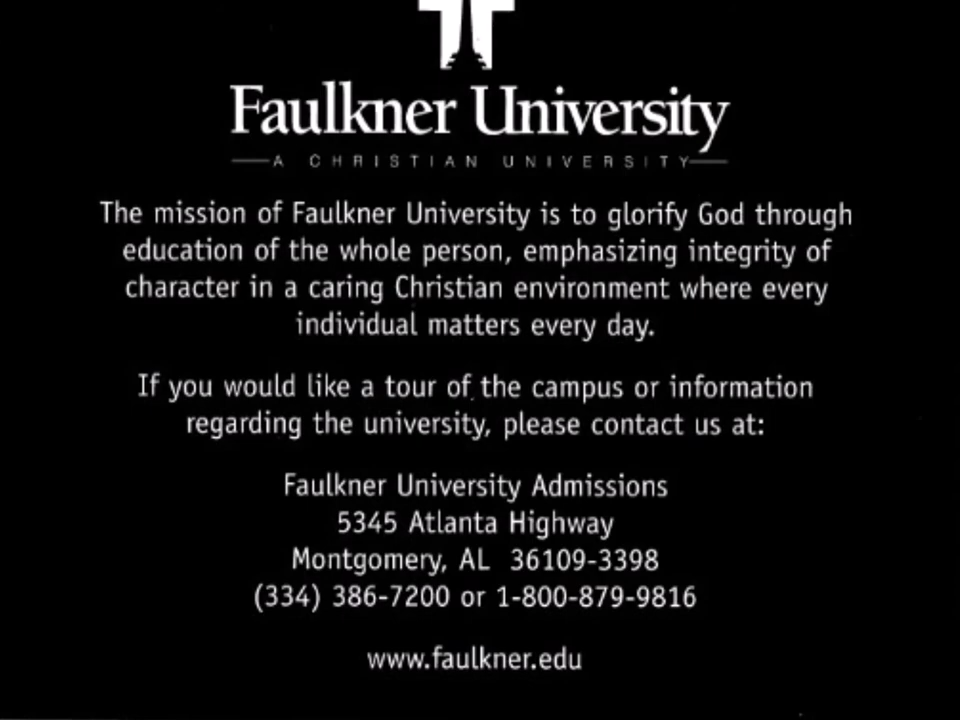 Faulkner University
A CHRISTIAN UNIVERSITY
The mission of Faulkner University is to glorify God through
education of the whole person, emphasizing integrity of
character in a caring Christian environment where every
individual matters every day.
If you would like a tour of the campus or information
regarding the university, please contact us at:
Faulkner University Admissions
5345 Atlanta Highway
Montgomery, AL 36109-3398
(334) 386-7200 or 1-800-879-9816
www.faulkner.edu